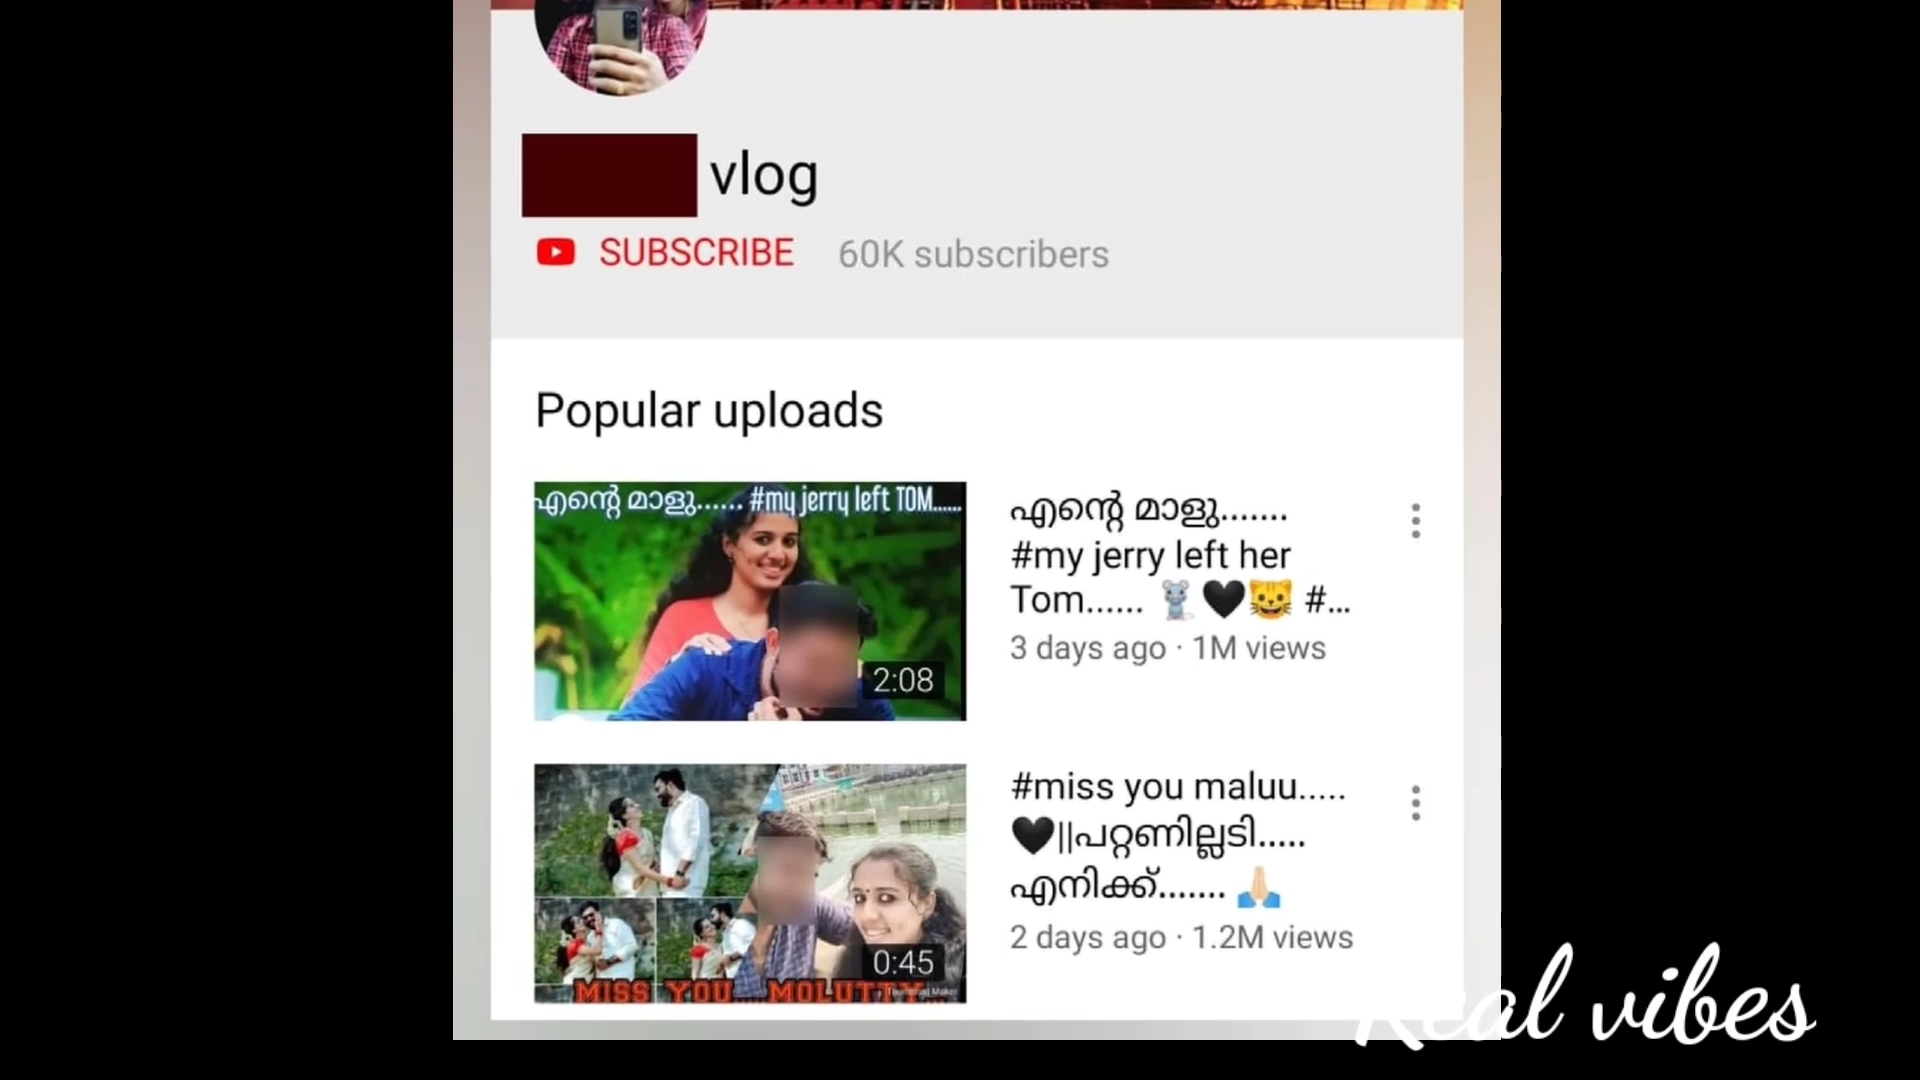 vlog
SUBSCRIBE 60K subscribers
Popular uploads
എന്റെ മാളു...... #my jerry left TOM......
2:08
എന്റെ മാളു.......
#my jerry left her
Tom...... 🐭🖤😺 #...
3 days ago · 1M views
0:45
MISS YOU...MOLUTTY...
#miss you maluu.....
🖤||പറ്റണില്ലടി.....
എനിക്ക്....... 🙏🏻
2 days ago · 1.2M views
Real vibes